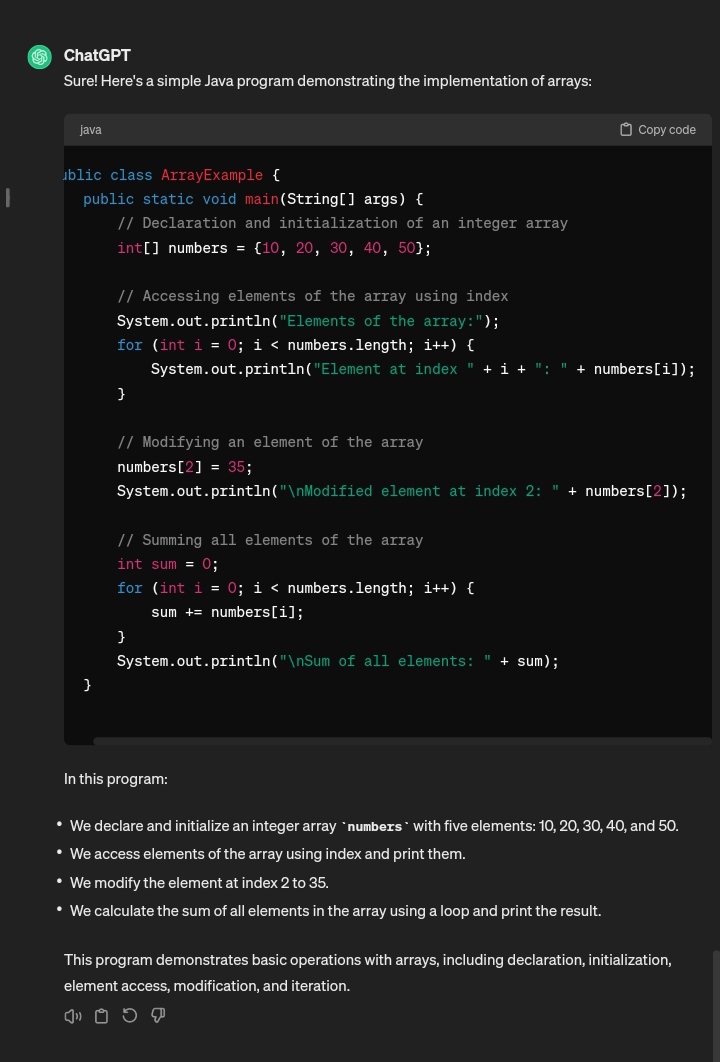 ChatGPT
Sure! Here's a simple Java program demonstrating the implementation of arrays:
java Copy code
ublic class ArrayExample {
public static void main(String[] args) {
// Declaration and initialization of an integer array
int[] numbers = {10, 20, 30, 40, 50};
// Accessing elements of the array using index
System.out.println("Elements of the array:");
for (int i = 0; i < numbers.length; i++) {
System.out.println("Element at index " + i + ": " + numbers[i]);
}
// Modifying an element of the array
numbers[2] = 35;
System.out.println("\nModified element at index 2: " + numbers[2]);
// Summing all elements of the array
int sum = 0;
for (int i = 0; i < numbers.length; i++) {
sum += numbers[i];
}
System.out.println("\nSum of all elements: " + sum);
}
In this program:
• We declare and initialize an integer array `numbers` with five elements: 10, 20, 30, 40, and 50.
• We access elements of the array using index and print them.
• We modify the element at index 2 to 35.
• We calculate the sum of all elements in the array using a loop and print the result.
This program demonstrates basic operations with arrays, including declaration, initialization,
element access, modification, and iteration.